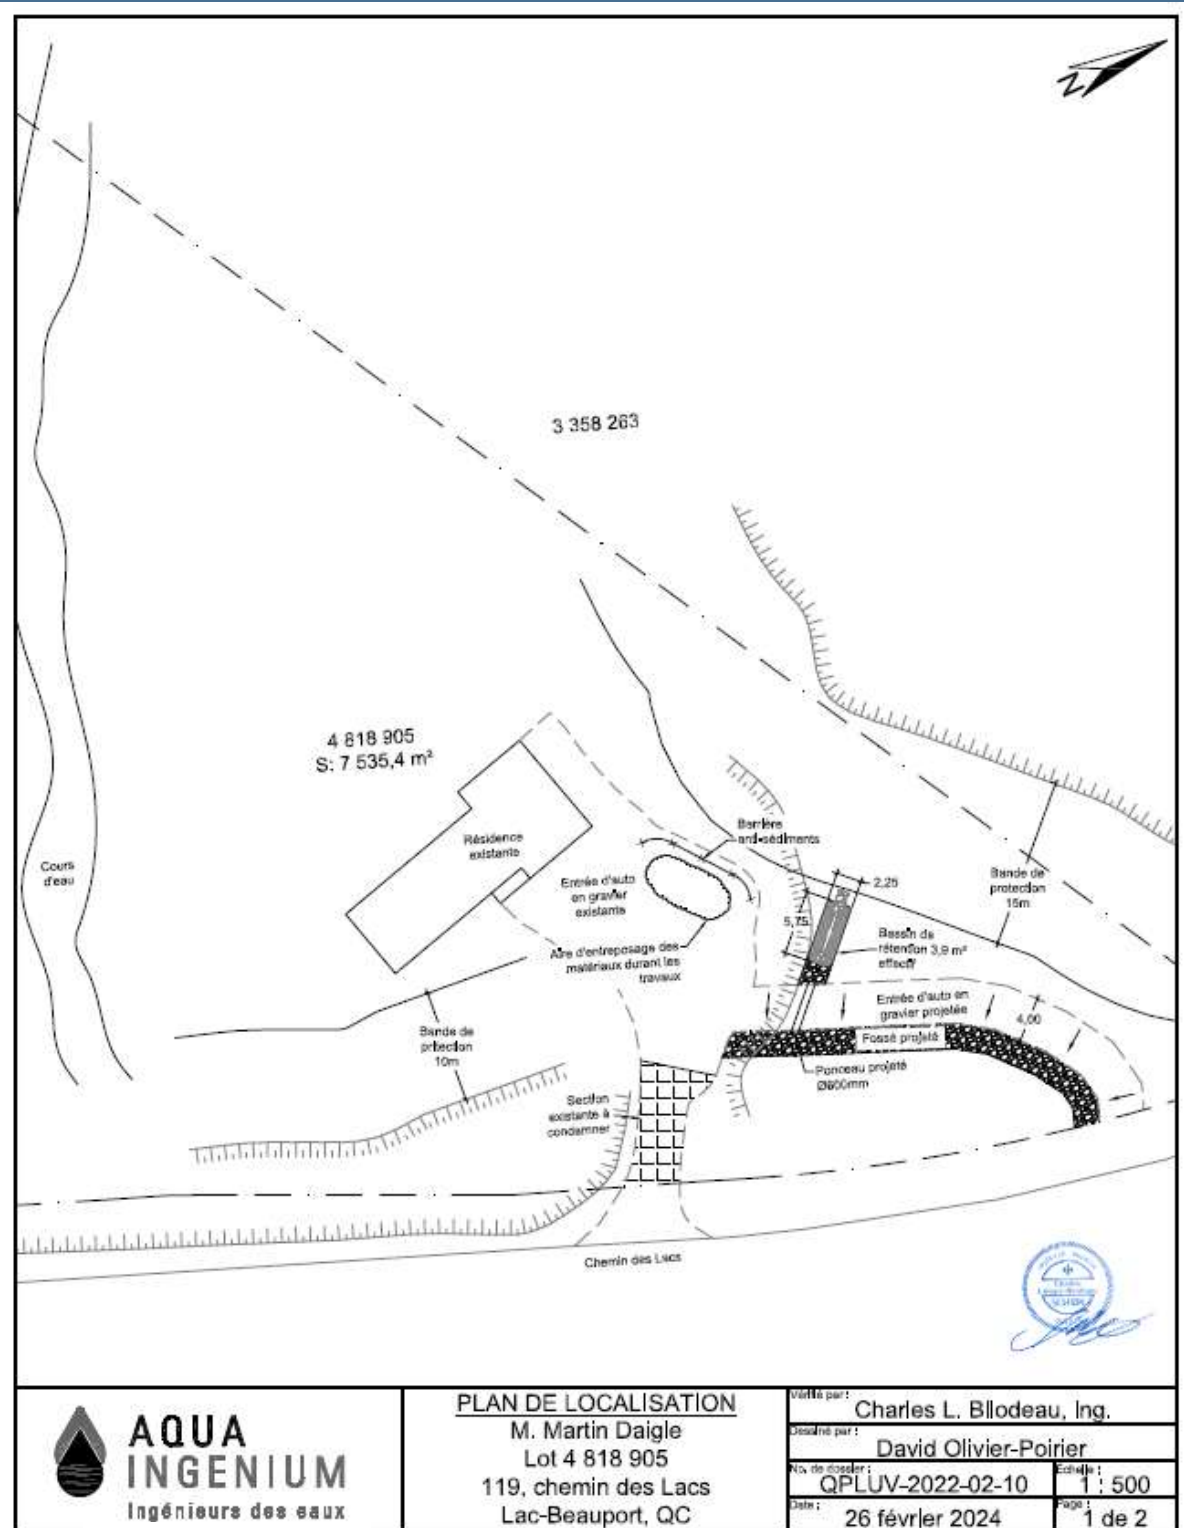 N
3 358 263
4 818 905
S: 7 535,4 m²
Résidence
existante
Cours
d'eau
Barrière
anti-sédiments
Entrée d'auto
en gravier
existante
2,25
5,75
Bande de
protection
15m
Bassin de
rétention 3,9 m²
effectif
Aire d'entreposage des
matériaux durant les
travaux
Entrée d'auto en
gravier projetée
4,00
Fossé projeté
Bande de
prltection
10m
Ponceau projeté
Ø600mm
Section
existante à
condamner
Chemin des Lacs
AQUA
INGENIUM
Ingénieurs des eaux
PLAN DE LOCALISATION
M. Martin Daigle
Lot 4 818 905
119, chemin des Lacs
Lac-Beauport, QC
Vérifié par :
Charles L. Bilodeau, Ing.
Dessiné par :
David Olivier-Poirier
No. de dossier :
QPLUV-2022-02-10
Échelle :
1 : 500
Date :
26 février 2024
Page :
1 de 2